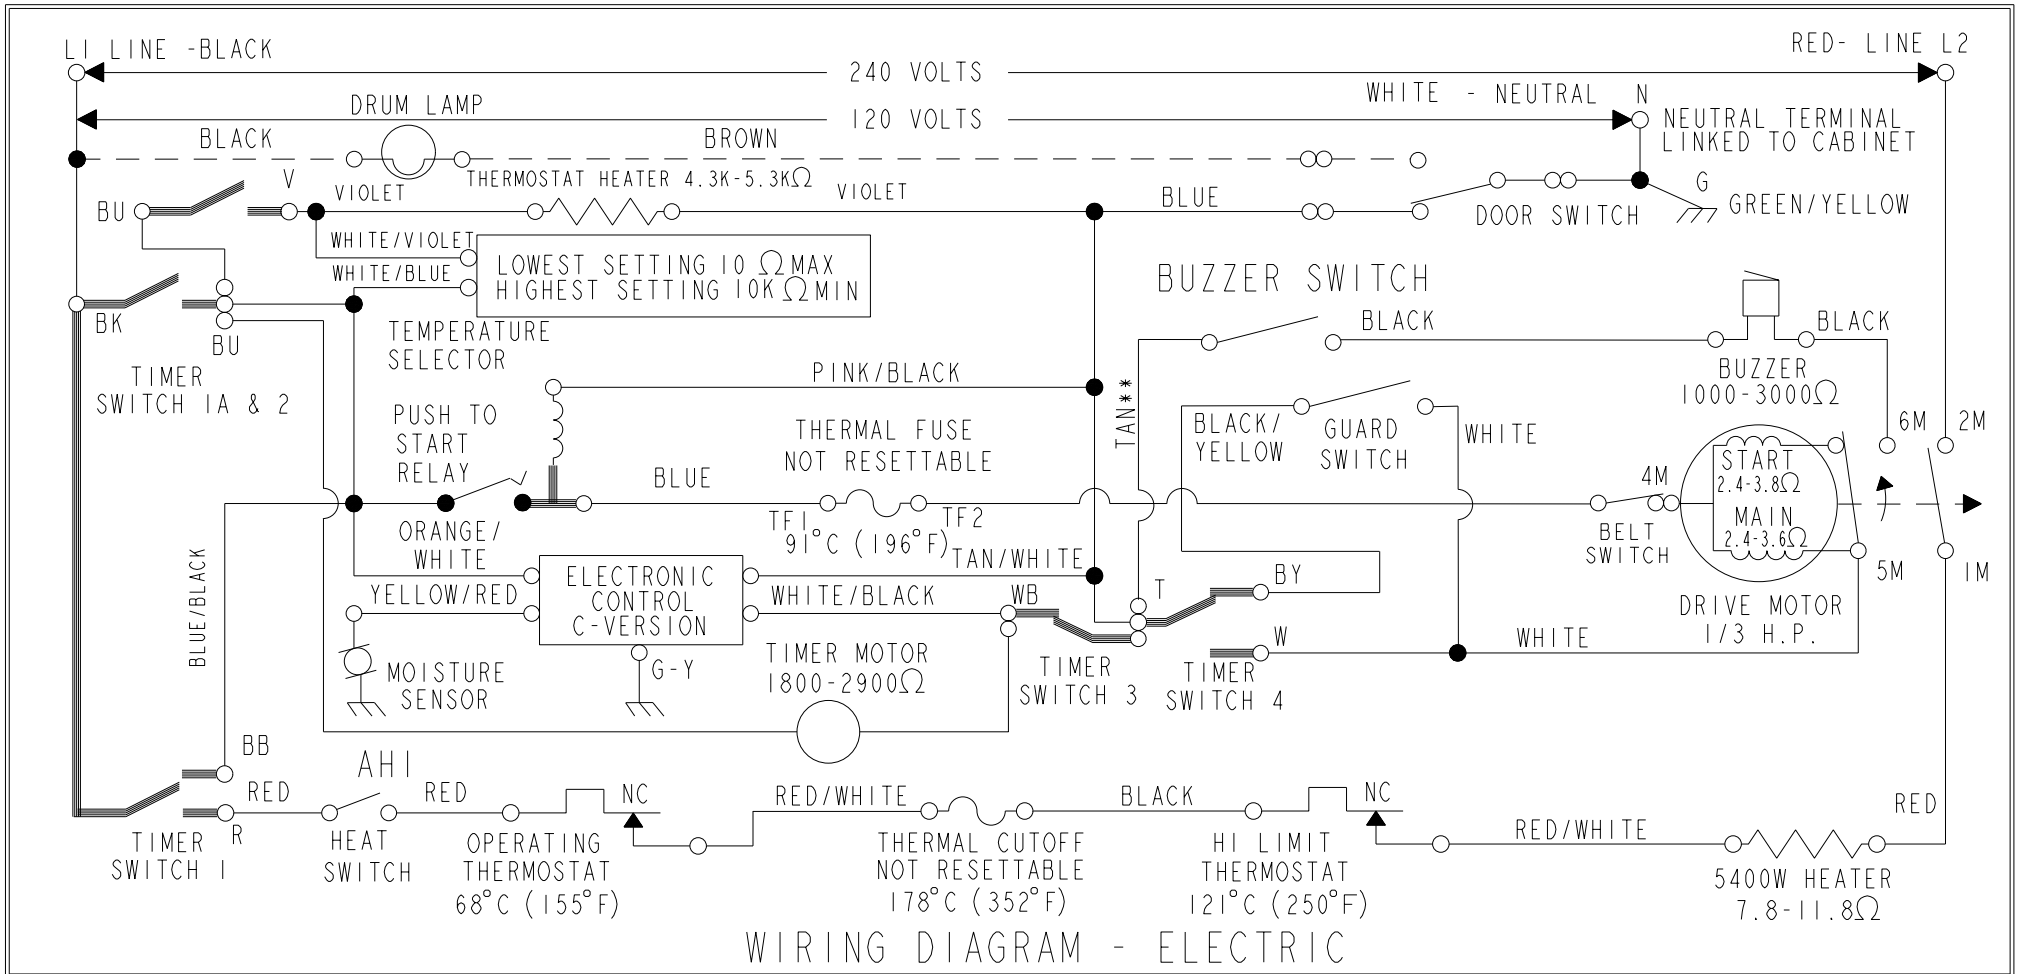 L1 LINE -BLACK
RED- LINE L2
240 VOLTS
WHITE - NEUTRAL N
DRUM LAMP
120 VOLTS
NEUTRAL TERMINAL
LINKED TO CABINET
BLACK
BROWN
V
VIOLET
THERMOSTAT HEATER 4.3K-5.3KΩ
VIOLET
BLUE
G
GREEN/YELLOW
BU
DOOR SWITCH
WHITE/VIOLET
WHITE/BLUE
LOWEST SETTING 10 Ω MAX
HIGHEST SETTING 10K Ω MIN
BUZZER SWITCH
BK
BU
TEMPERATURE
SELECTOR
BLACK
BLACK
TIMER
SWITCH 1A & 2
PINK/BLACK
BUZZER
1000-3000Ω
TAN**
PUSH TO
START
RELAY
THERMAL FUSE
NOT RESETTABLE
BLACK/
YELLOW
GUARD
SWITCH
WHITE
6M
2M
START
2.4-3.8Ω
BLUE
4M
MAIN
2.4-3.6Ω
TF1
TF2
91°C (196°F)
ORANGE/
WHITE
BELT
SWITCH
TAN/WHITE
5M
1M
BLUE/BLACK
YELLOW/RED
ELECTRONIC
CONTROL
C-VERSION
WHITE/BLACK
WB
T
BY
DRIVE MOTOR
1/3 H.P.
MOISTURE
SENSOR
G-Y
TIMER MOTOR
1800-2900Ω
TIMER
SWITCH 3
W
TIMER
SWITCH 4
WHITE
BB
AH1
RED
RED
NC
RED/WHITE
BLACK
NC
RED/WHITE
RED
TIMER
SWITCH 1
R
HEAT
SWITCH
OPERATING
THERMOSTAT
68°C (155°F)
THERMAL CUTOFF
NOT RESETTABLE
178°C (352°F)
HI LIMIT
THERMOSTAT
121°C (250°F)
5400W HEATER
7.8-11.8Ω
WIRING DIAGRAM - ELECTRIC